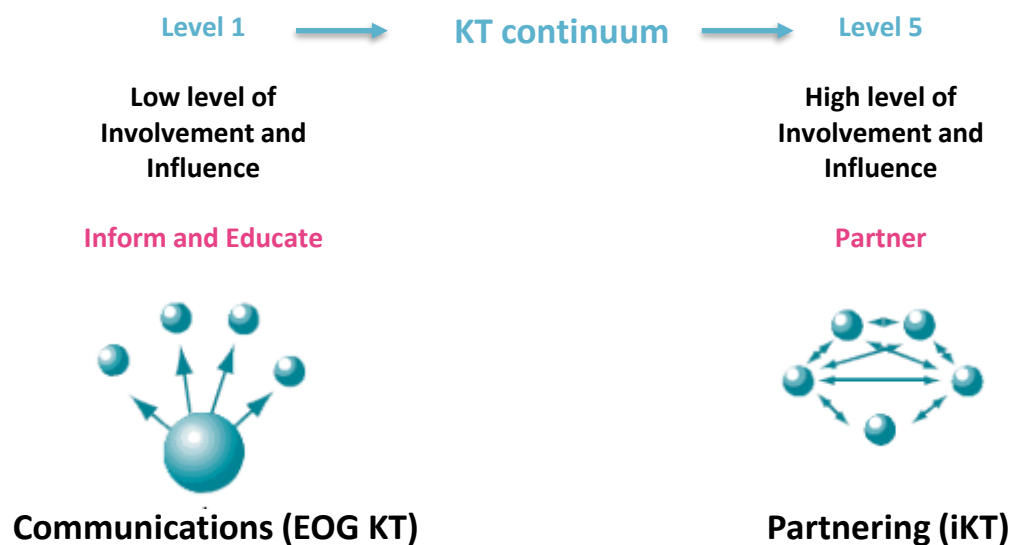 Level 1
KT continuum
Level 5
Low level of
Involvement and
Influence
High level of
Involvement and
Influence
Inform and Educate
Partner
Communications (EOG KT)
Partnering (iKT)